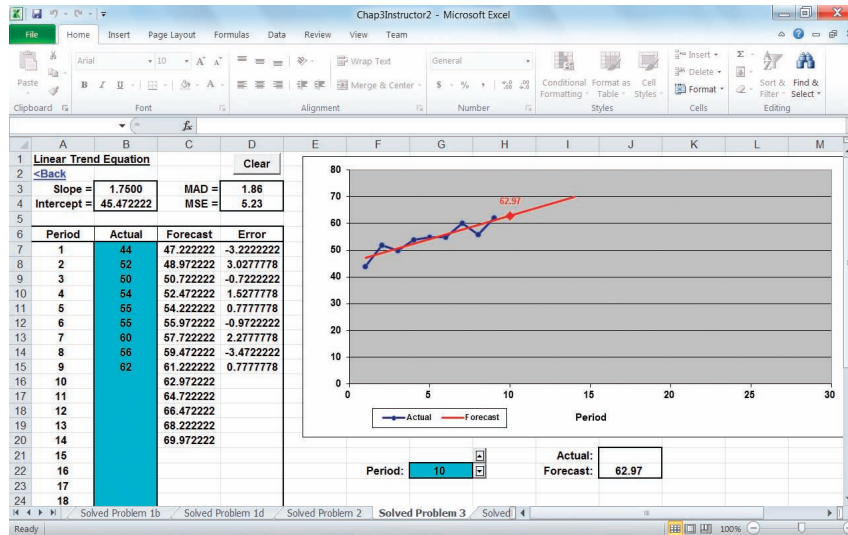 Chap3Instructor2 - Microsoft Excel
File Home Insert Page Layout Formulas Data Review View Team
Paste
Arial 10 A A
B I U A
Wrap Text
Merge & Center
General
$ % ,
Conditional Formatting
Format as Table
Cell Styles
Insert
Delete
Format
Σ
Sort & Filter
Find & Select
Clipboard Font Alignment Number Styles Cells Editing
fx
A B C D E F G H I J K L M
1 Linear Trend Equation Clear
2 <Back
3 Slope = 1.7500 MAD = 1.86
4 Intercept = 45.472222 MSE = 5.23
5
6 Period Actual Forecast Error
7 1 44 47.222222 -3.2222222
8 2 52 48.972222 3.0277778
9 3 50 50.722222 -0.7222222
10 4 54 52.472222 1.5277778
11 5 55 54.222222 0.7777778
12 6 55 55.972222 -0.9722222
13 7 60 57.722222 2.2777778
14 8 56 59.472222 -3.4722222
15 9 62 61.222222 0.7777778
16 10 62.972222
17 11 64.722222
18 12 66.472222
19 13 68.222222
20 14 69.972222
21 15
22 16
23 17
24 18
80
70
60
50
40
30
20
10
0
62.97
0 5 10 15 20 25 30
Actual Forecast
Period
Actual:
Period: 10 Forecast: 62.97
Solved Problem 1b Solved Problem 1d Solved Problem 2 Solved Problem 3 Solved
Ready 100%